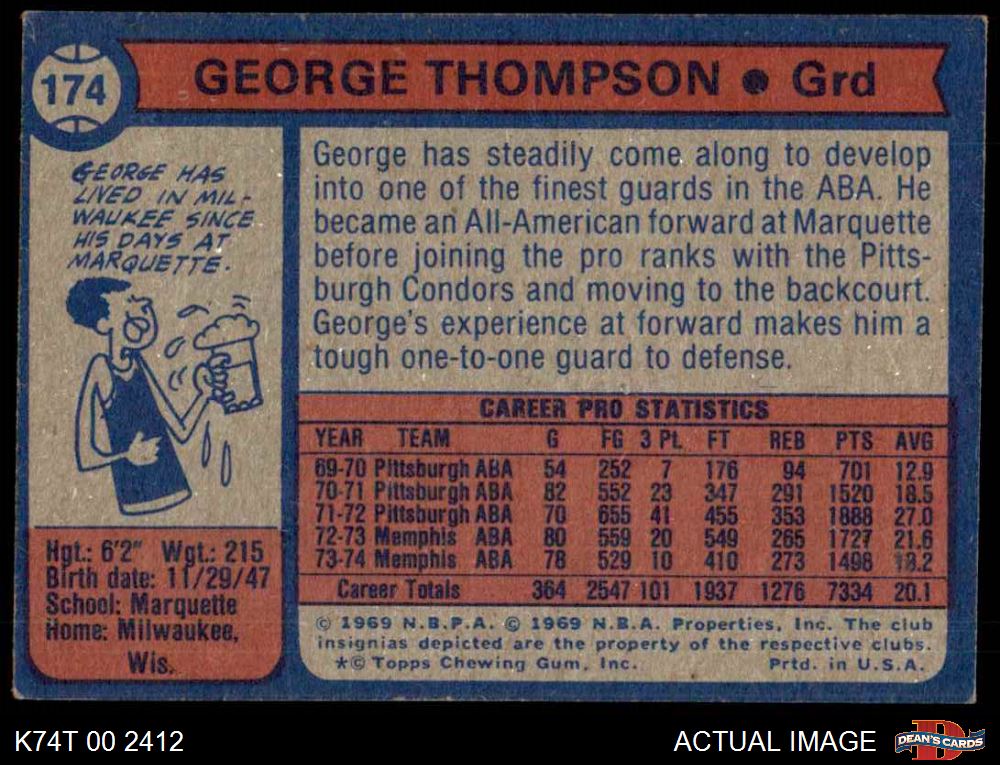 174
GEORGE THOMPSON ● Grd
GEORGE HAS
LIVED IN MIL-
WAUKEE SINCE
HIS DAYS AT
MARQUETTE.
Hgt.: 6'2" Wgt.: 215
Birth date: 11/29/47
School: Marquette
Home: Milwaukee,
Wis.
George has steadily come along to develop
into one of the finest guards in the ABA. He
became an All-American forward at Marquette
before joining the pro ranks with the Pitts-
burgh Condors and moving to the backcourt.
George's experience at forward makes him a
tough one-to-one guard to defense.
CAREER PRO STATISTICS
YEAR TEAM G FG 3 PL FT REB PTS AVG
69-70 Pittsburgh ABA 54 252 7 176 94 701 12.9
70-71 Pittsburgh ABA 82 552 23 347 291 1520 18.5
71-72 Pittsburgh ABA 70 655 41 455 353 1888 27.0
72-73 Memphis ABA 80 559 20 549 265 1727 21.6
73-74 Memphis ABA 78 529 10 410 273 1498 18.2
Career Totals 364 2547 101 1937 1276 7334 20.1
© 1969 N.B.P.A. © 1969 N.B.A. Properties, Inc. The club
insignias depicted are the property of the respective clubs.
*© Topps Chewing Gum, Inc. Prtd. in U.S.A.
K74T 00 2412
ACTUAL IMAGE
DEAN'S CARDS